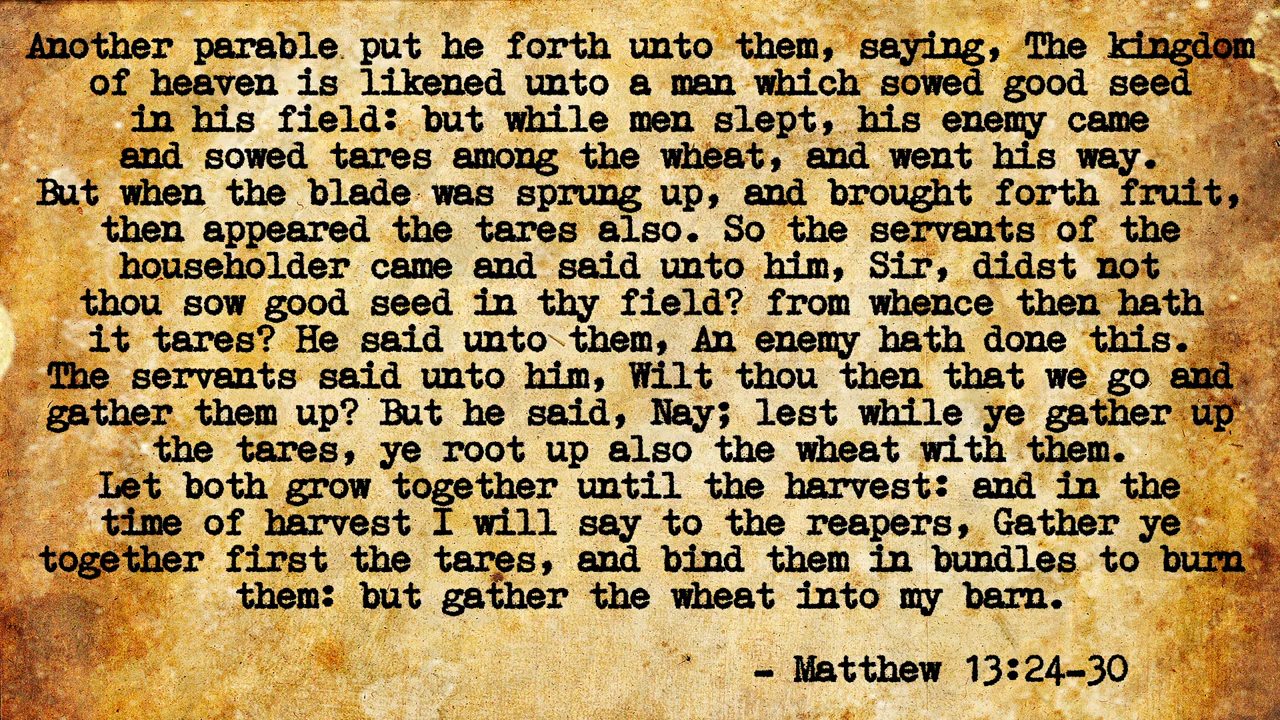 Another parable put he forth unto them, saying, The kingdom
of heaven is likened unto a man which sowed good seed
in his field: but while men slept, his enemy came
and sowed tares among the wheat, and went his way.
But when the blade was sprung up, and brought forth fruit,
then appeared the tares also. So the servants of the
householder came and said unto him, Sir, didst not
thou sow good seed in thy field? from whence then hath
it tares? He said unto them, An enemy hath done this.
The servants said unto him, Wilt thou then that we go and
gather them up? But he said, Nay; lest while ye gather up
the tares, ye root up also the wheat with them.
Let both grow together until the harvest: and in the
time of harvest I will say to the reapers, Gather ye
together first the tares, and bind them in bundles to burn
them: but gather the wheat into my barn.
- Matthew 13:24-30